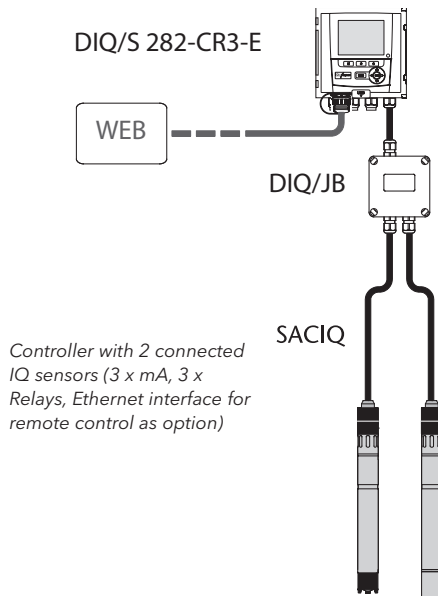 DIQ/S 282-CR3-E
WEB
DIQ/JB
SACIQ
Controller with 2 connected
IQ sensors (3 x mA, 3 x
Relays, Ethernet interface for
remote control as option)